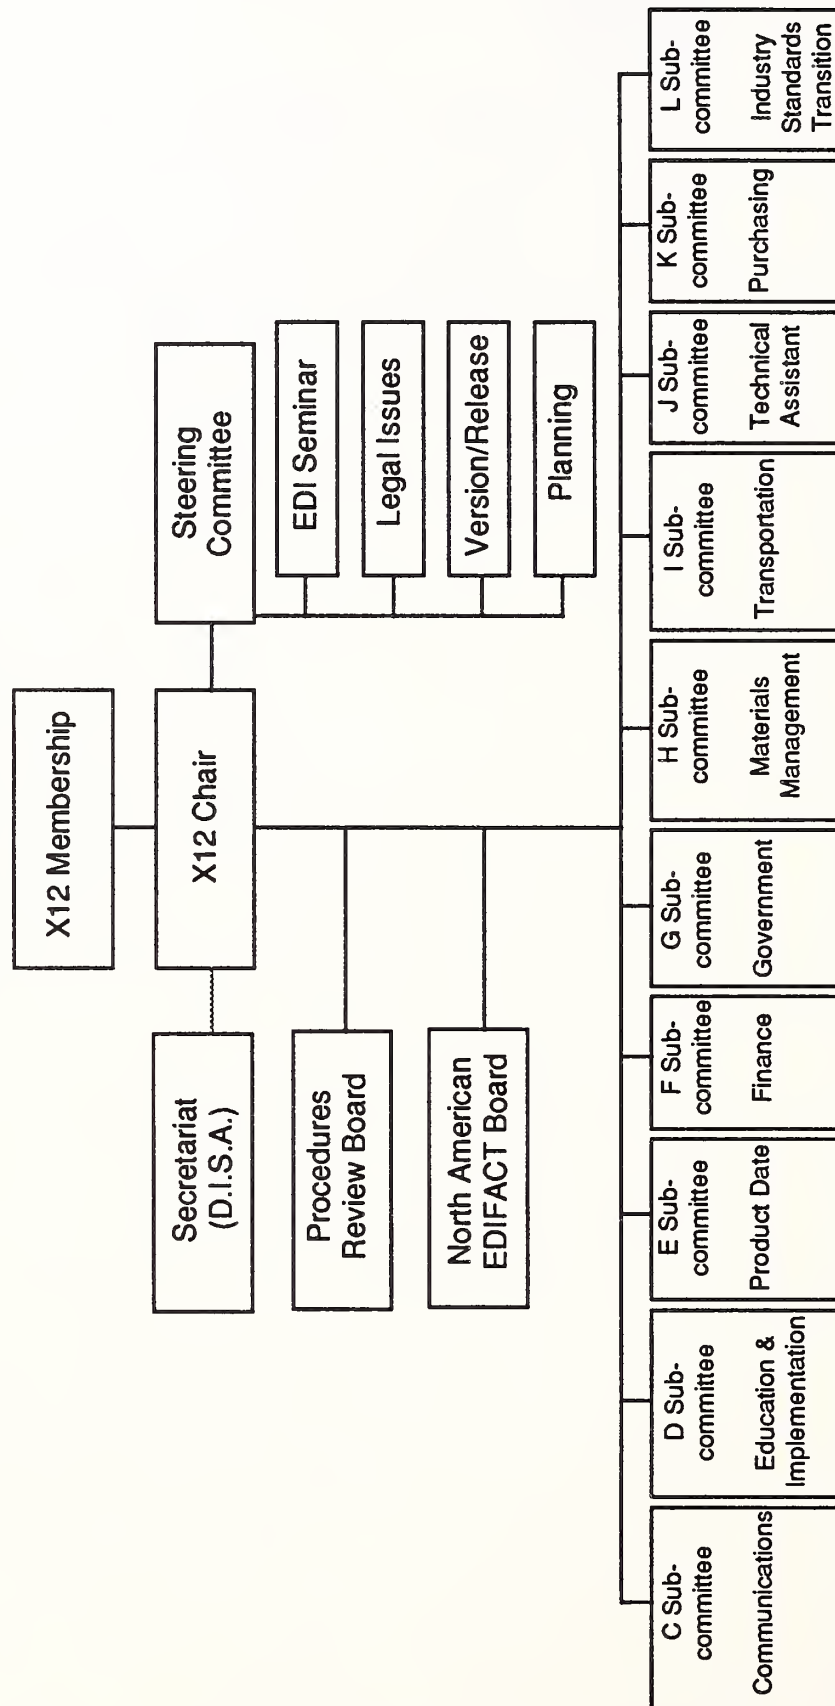 X12 Membership
Secretariat
(D.I.S.A.)
X12 Chair
Steering
Committee
Procedures
Review Board
North American
EDIFACT Board
EDI Seminar
Legal Issues
Version/Release
Planning
C Sub-
committee
Communications
D Sub-
committee
Education &
Implementation
E Sub-
committee
Product Date
F Sub-
committee
Finance
G Sub-
committee
Government
H Sub-
committee
Materials
Management
I Sub-
committee
Transportation
J Sub-
committee
Technical
Assistant
K Sub-
committee
Purchasing
L Sub-
committee
Industry
Standards
Transition